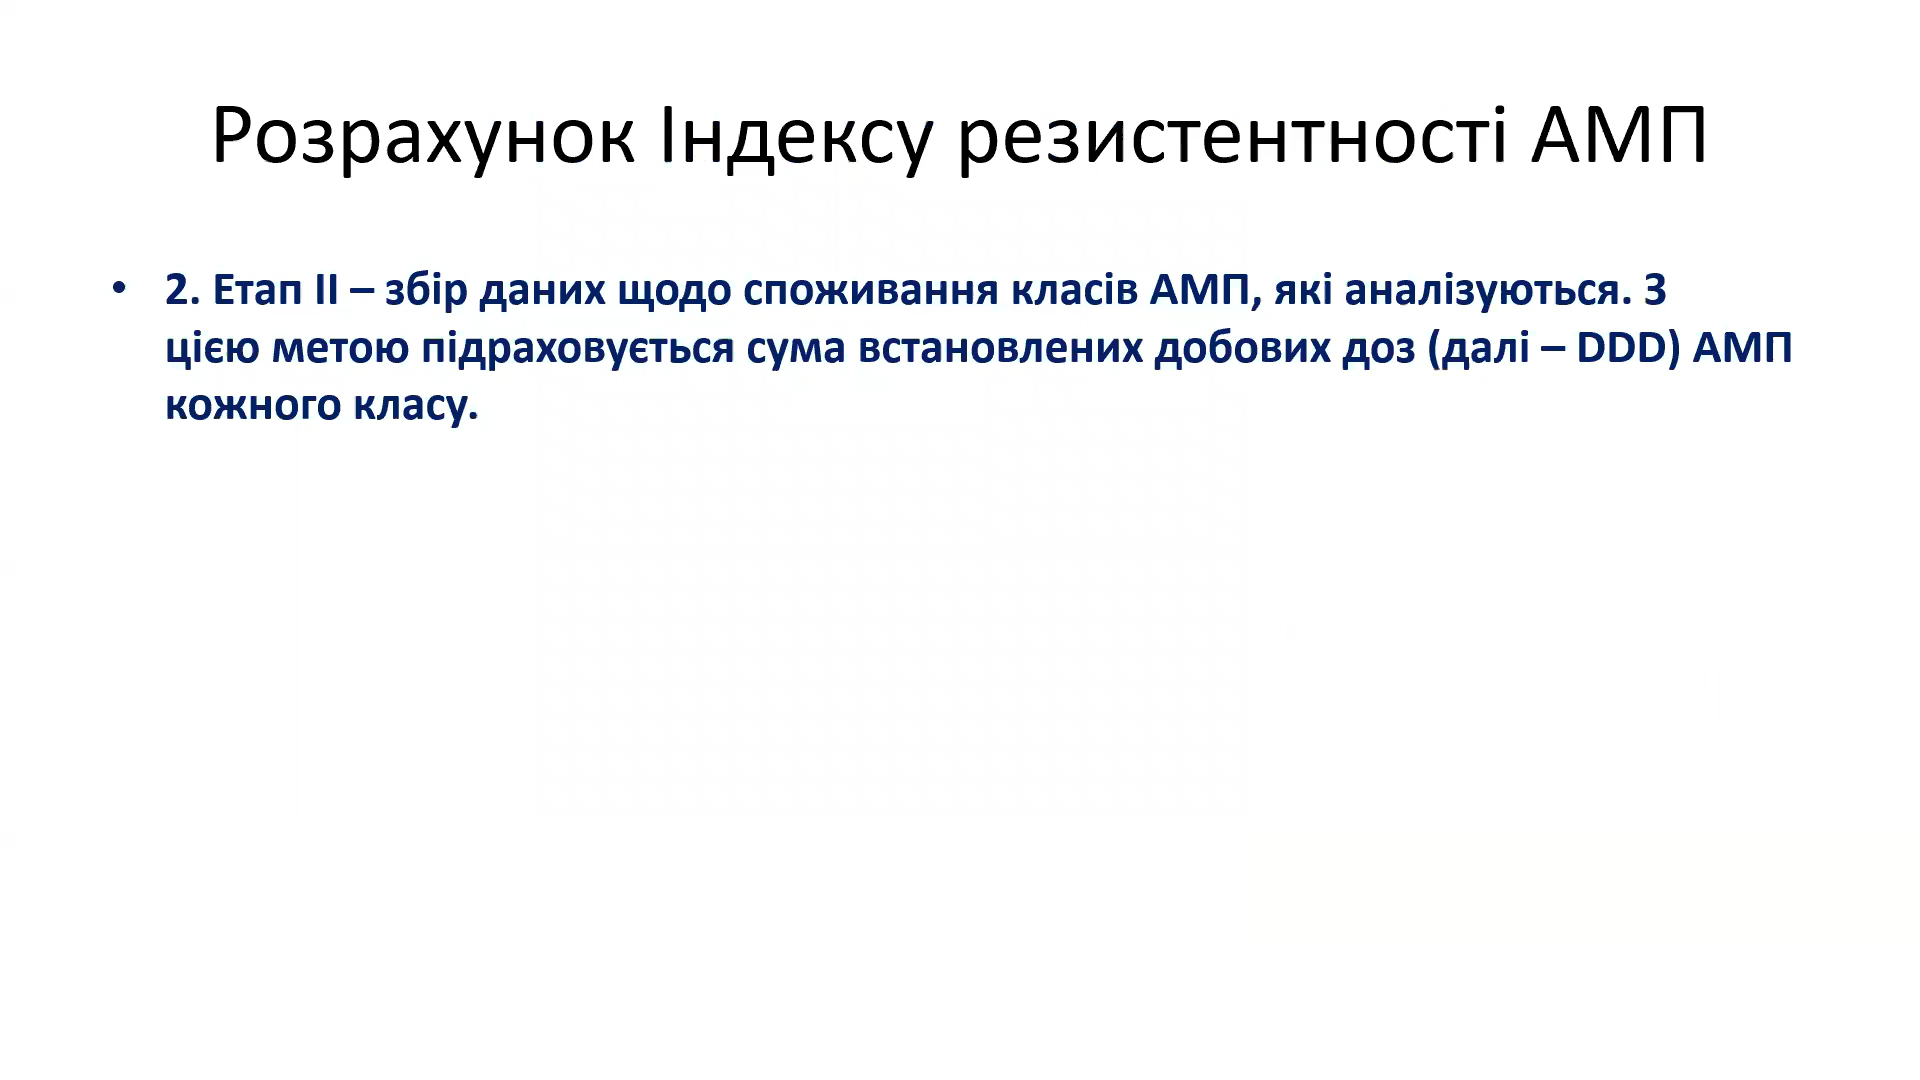 Розрахунок Індексу резистентності АМП
• 2. Етап ІІ – збір даних щодо споживання класів АМП, які аналізуються. З
цією метою підраховується сума встановлених добових доз (далі – DDD) АМП
кожного класу.